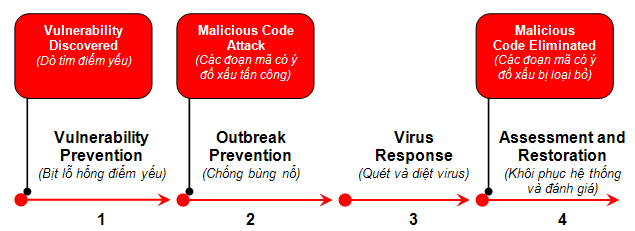 Vulnerability
Discovered
(Dò tìm điểm yếu)
Malicious Code
Attack
(Các đoạn mã có ý
đồ xấu tấn công)
Malicious
Code Eliminated
(Các đoạn mã có ý
đồ xấu bị loại bỏ)
Vulnerability
Prevention
(Bịt lỗ hổng điểm yếu)
Outbreak
Prevention
(Chống bùng nổ)
Virus
Response
(Quét và diệt virus)
Assessment and
Restoration
(Khôi phục hệ thống
và đánh giá)
1
2
3
4